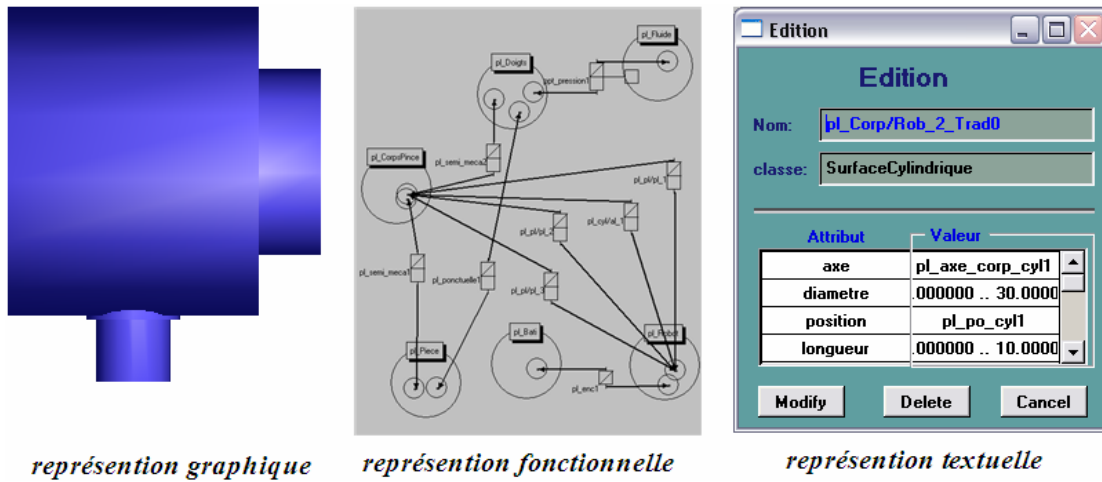 pl_Fluide
pl_Doigts
ppt_pression1
pl_CorpsPince
pl_semi_meca2
pl_pl/pl_1
pl_pl/pl_2
pl_cyl/al_1
pl_semi_meca1
pl_ponctuelle1
pl_pl/pl_3
pl_Bati
pl_Robot
pl_Piece
pl_enc1
Edition
Edition
Nom: pl_Corp/Rob_2_Trad0
classe: SurfaceCylindrique
Attribut Valeur
axe pl_axe_corp_cyl1
diametre .000000 .. 30.0000
position pl_po_cyl1
longueur .000000 .. 10.0000
Modify Delete Cancel
représention graphique
représention fonctionnelle
représention textuelle